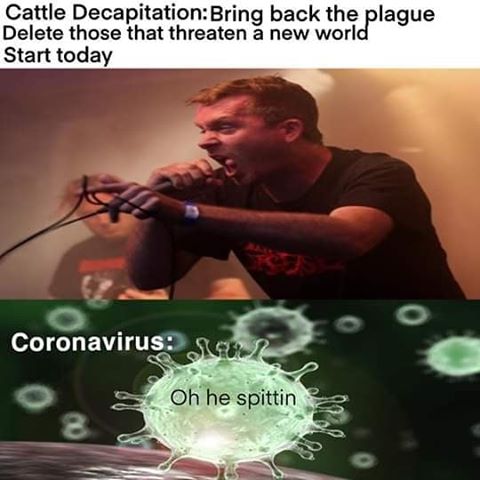 Cattle Decapitation:Bring back the plague
Delete those that threaten a new world
Start today
Coronavirus:
Oh he spittin